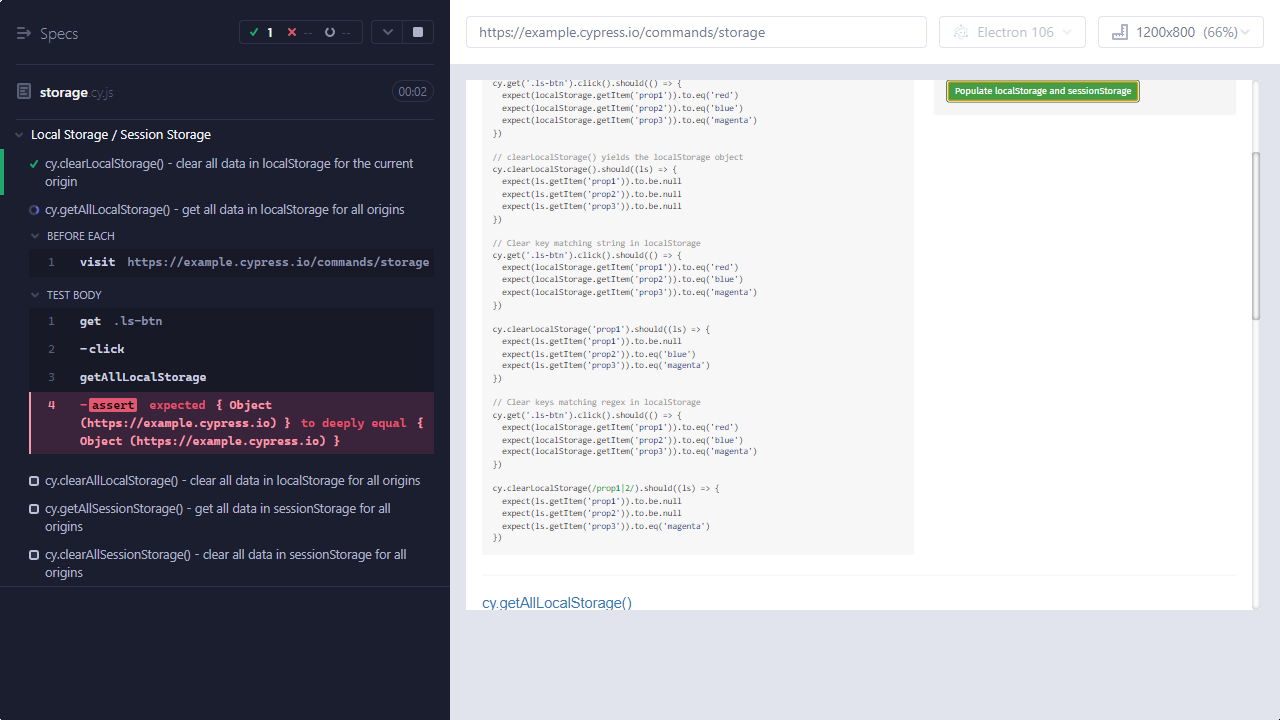 Specs
1
--
--
storage.cy.js
00:02
Local Storage / Session Storage
cy.clearLocalStorage() - clear all data in localStorage for the current
origin
cy.getAllLocalStorage() - get all data in localStorage for all origins
BEFORE EACH
1 visit https://example.cypress.io/commands/storage
TEST BODY
1 get .ls-btn
2 -click
3 getAllLocalStorage
4 -assert expected { Object
(https://example.cypress.io) } to deeply equal {
Object (https://example.cypress.io) }
cy.clearAllLocalStorage() - clear all data in localStorage for all origins
cy.getAllSessionStorage() - get all data in sessionStorage for all
origins
cy.clearAllSessionStorage() - clear all data in sessionStorage for all
origins
https://example.cypress.io/commands/storage
Electron 106
1200x800 (66%)
cy.get('.ls-btn').click().should(() => {
expect(localStorage.getItem('prop1')).to.eq('red')
expect(localStorage.getItem('prop2')).to.eq('blue')
expect(localStorage.getItem('prop3')).to.eq('magenta')
})
// clearLocalStorage() yields the localStorage object
cy.clearLocalStorage().should((ls) => {
expect(ls.getItem('prop1')).to.be.null
expect(ls.getItem('prop2')).to.be.null
expect(ls.getItem('prop3')).to.be.null
})
// Clear key matching string in localStorage
cy.get('.ls-btn').click().should(() => {
expect(localStorage.getItem('prop1')).to.eq('red')
expect(localStorage.getItem('prop2')).to.eq('blue')
expect(localStorage.getItem('prop3')).to.eq('magenta')
})
cy.clearLocalStorage('prop1').should((ls) => {
expect(ls.getItem('prop1')).to.be.null
expect(ls.getItem('prop2')).to.eq('blue')
expect(ls.getItem('prop3')).to.eq('magenta')
})
// Clear keys matching regex in localStorage
cy.get('.ls-btn').click().should(() => {
expect(localStorage.getItem('prop1')).to.eq('red')
expect(localStorage.getItem('prop2')).to.eq('blue')
expect(localStorage.getItem('prop3')).to.eq('magenta')
})
cy.clearLocalStorage(/prop1|2/).should((ls) => {
expect(ls.getItem('prop1')).to.be.null
expect(ls.getItem('prop2')).to.be.null
expect(ls.getItem('prop3')).to.eq('magenta')
})
Populate localStorage and sessionStorage
cy.getAllLocalStorage()